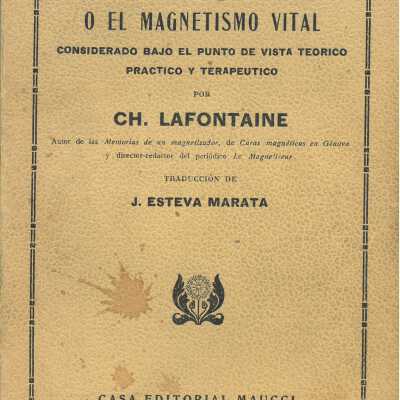 O EL MAGNETISMO VITAL
CONSIDERADO BAJO EL PUNTO DE VISTA TEORICO
PRACTICO Y TERAPEUTICO
POR
CH. LAFONTAINE
Autor de las Memorias de un magnetizador, de Curas magnéticas en Génova
y director-redactor del periódico Le Magnetiseur
TRADUCCIÓN DE
J. ESTEVA MARATA
CASA EDITORIAL MAUCCI